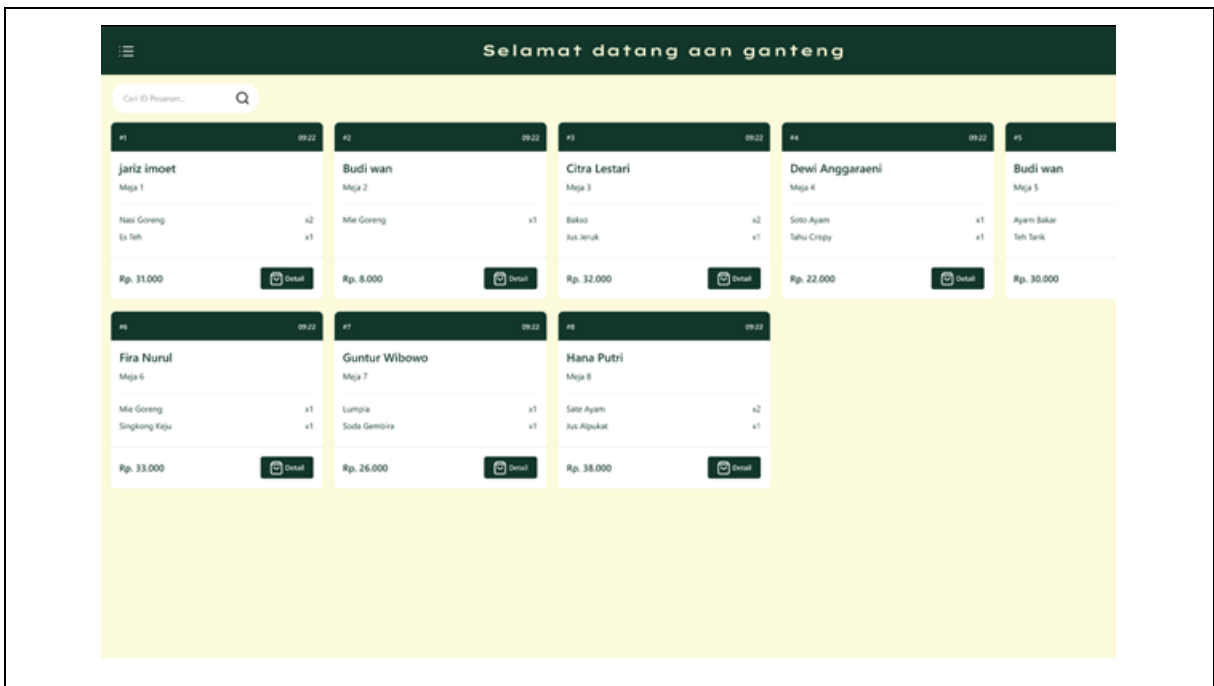 Selamat datang aan ganteng
Cari ID Pesanan...
#1 09:22
jariz imoet
Meja 1
Nasi Goreng x2
Es Teh x1
Rp. 31.000 Detail
#2 09:22
Budi wan
Meja 2
Mie Goreng x1
Rp. 8.000 Detail
#3 09:22
Citra Lestari
Meja 3
Bakso x2
Jus Jeruk x1
Rp. 32.000 Detail
#4 09:22
Dewi Anggaraeni
Meja 4
Soto Ayam x1
Tahu Crispy x1
Rp. 22.000 Detail
#5
Budi wan
Meja 5
Ayam Bakar
Teh Tarik
Rp. 30.000
#6 09:22
Fira Nurul
Meja 6
Mie Goreng x1
Singkong Keju x1
Rp. 33.000 Detail
#7 09:22
Guntur Wibowo
Meja 7
Lumpia x1
Soda Gembira x1
Rp. 26.000 Detail
#8 09:22
Hana Putri
Meja 8
Sate Ayam x2
Jus Alpukat x1
Rp. 38.000 Detail